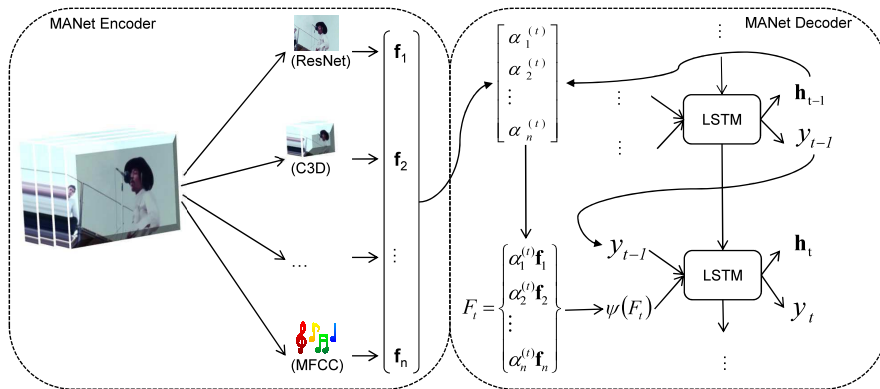 MANet Encoder
(ResNet)
(C3D)
...
(MFCC)
f₁
f₂
⋮
fₙ
MANet Decoder
α₁⁽ᵗ⁾
α₂⁽ᵗ⁾
⋮
αₙ⁽ᵗ⁾
Fₜ = { α₁⁽ᵗ⁾f₁
α₂⁽ᵗ⁾f₂
⋮
αₙ⁽ᵗ⁾fₙ }
ψ(Fₜ)
⋮
⋮
⋮
LSTM
hₜ₋₁
yₜ₋₁
yₜ₋₁
LSTM
hₜ
yₜ
⋮